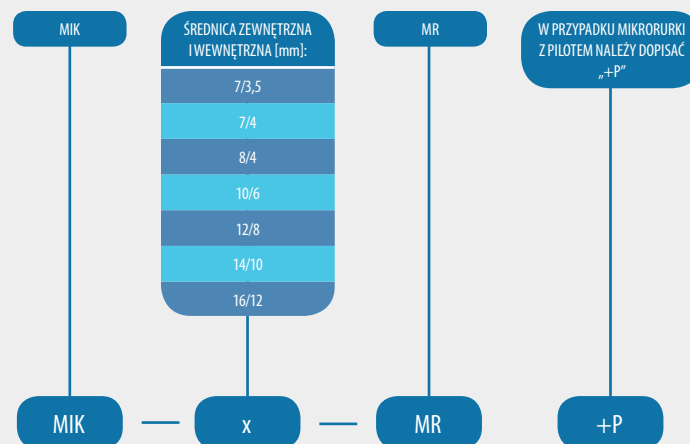 MIK
ŚREDNICA ZEWNĘTRZNA
I WEWNĘTRZNA [mm]:
7/3,5
7/4
8/4
10/6
12/8
14/10
16/12
MR
W PRZYPADKU MIKRORURKI
Z PILOTEM NALEŻY DOPISAĆ
„+P”
MIK — x — MR +P